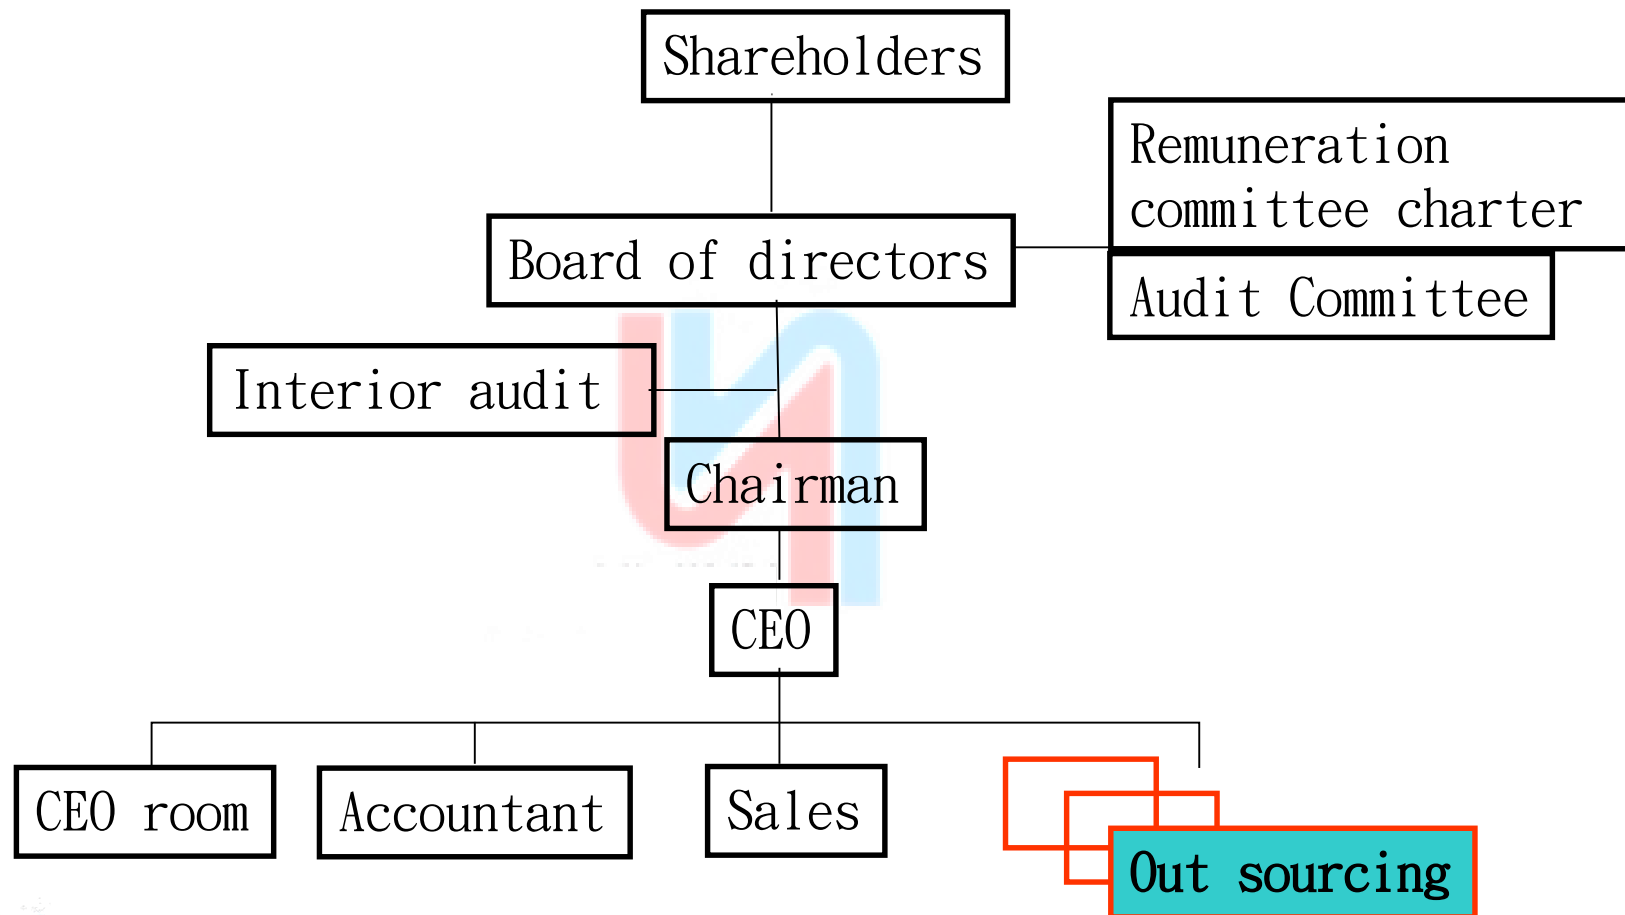 Shareholders
Remuneration
committee charter
Board of directors
Audit Committee
Interior audit
Chairman
CEO
CEO room
Accountant
Sales
Out sourcing